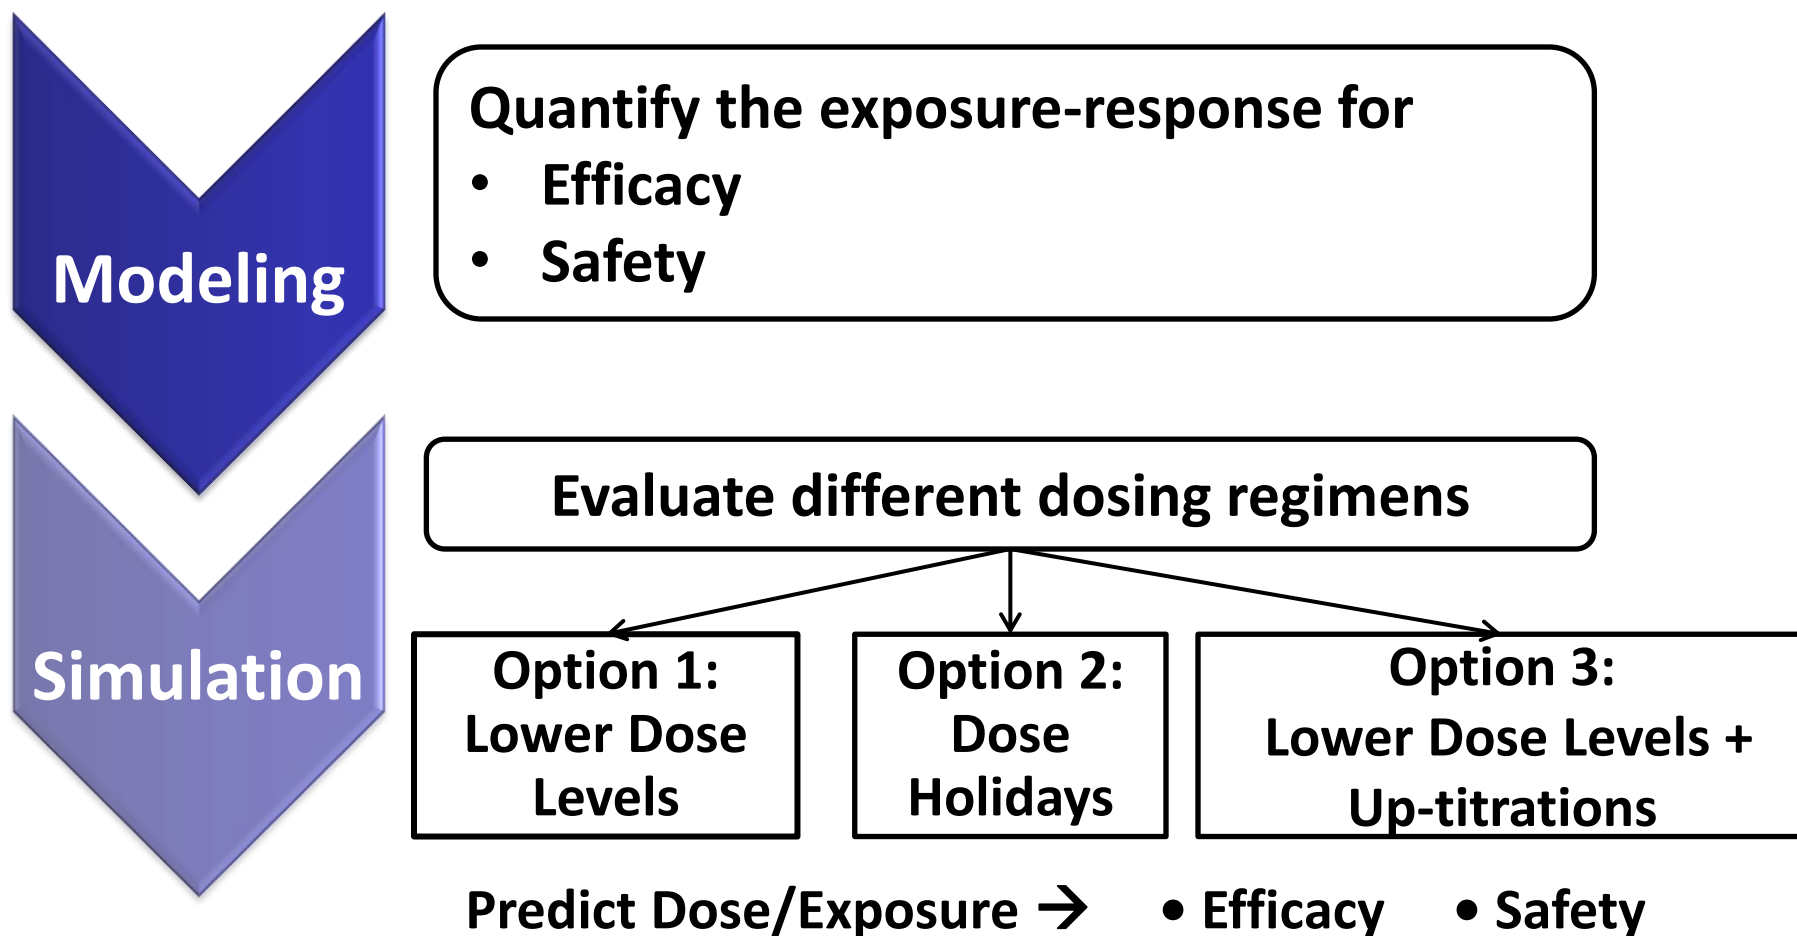 Modeling
Quantify the exposure-response for
• Efficacy
• Safety
Simulation
Evaluate different dosing regimens
Option 1:
Lower Dose
Levels
Option 2:
Dose
Holidays
Option 3:
Lower Dose Levels +
Up-titrations
Predict Dose/Exposure → • Efficacy • Safety